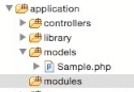 application
controllers
library
models
Sample.php
modules